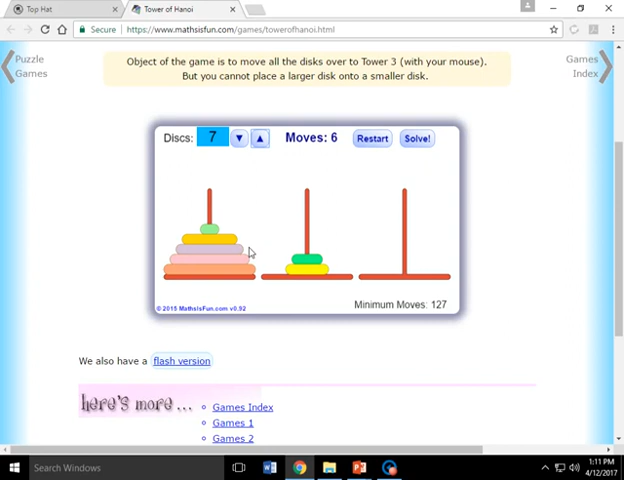 Top Hat
Tower of Hanoi
Secure
https://www.mathsisfun.com/games/towerofhanoi.html
Puzzle
Games
Object of the game is to move all the disks over to Tower 3 (with your mouse).
But you cannot place a larger disk onto a smaller disk.
Games
Index
Discs: 7 Moves: 6 Restart Solve!
Minimum Moves: 127
© 2015 MathsIsFun.com v0.92
We also have a flash version
here's more ...
Games Index
Games 1
Games 2
Search Windows
1:11 PM
4/12/2017